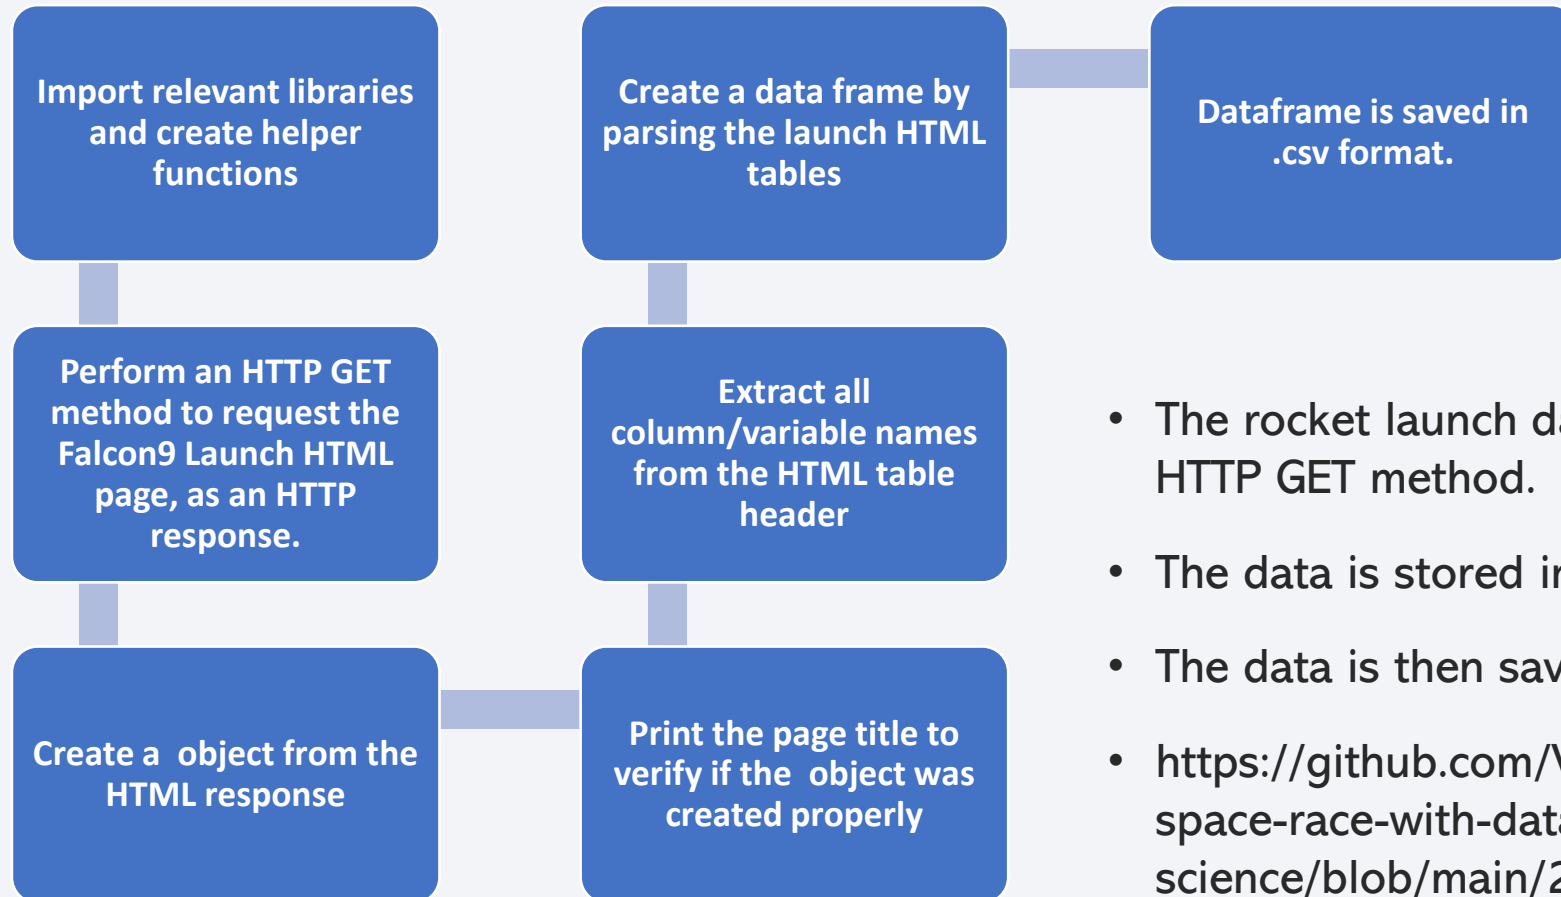 Import relevant libraries
and create helper
functions
Perform an HTTP GET
method to request the
Falcon9 Launch HTML
page, as an HTTP
response.
Create a  object from the
HTML response
Print the page title to
verify if the  object was
created properly
Extract all
column/variable names
from the HTML table
header
Create a data frame by
parsing the launch HTML
tables
Dataframe is saved in
.csv format.
• The rocket launch
HTTP GET method.
• The data is stored
• The data is then
• https://github.com/
space-race-with-data
science/blob/main/2